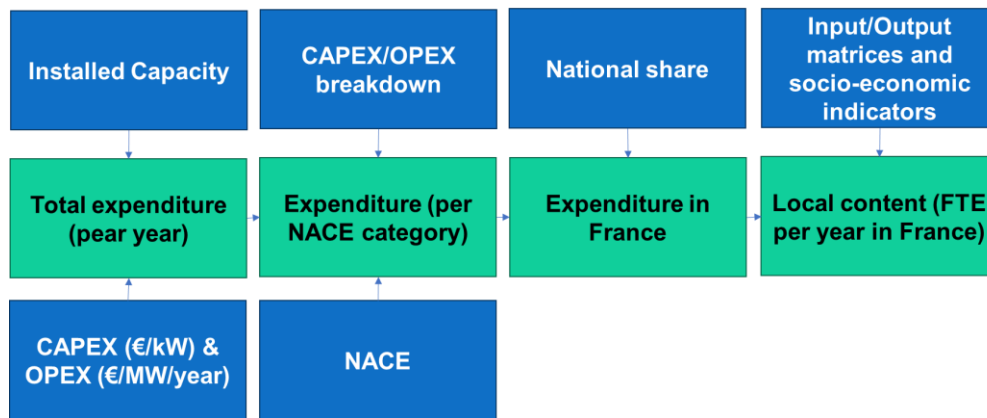 Installed Capacity
CAPEX/OPEX
breakdown
National share
Input/Output
matrices and
socio-economic
indicators
Total expenditure
(pear year)
Expenditure (per
NACE category)
Expenditure in
France
Local content (FTE
per year in France)
CAPEX (€/kW) &
OPEX (€/MW/year)
NACE